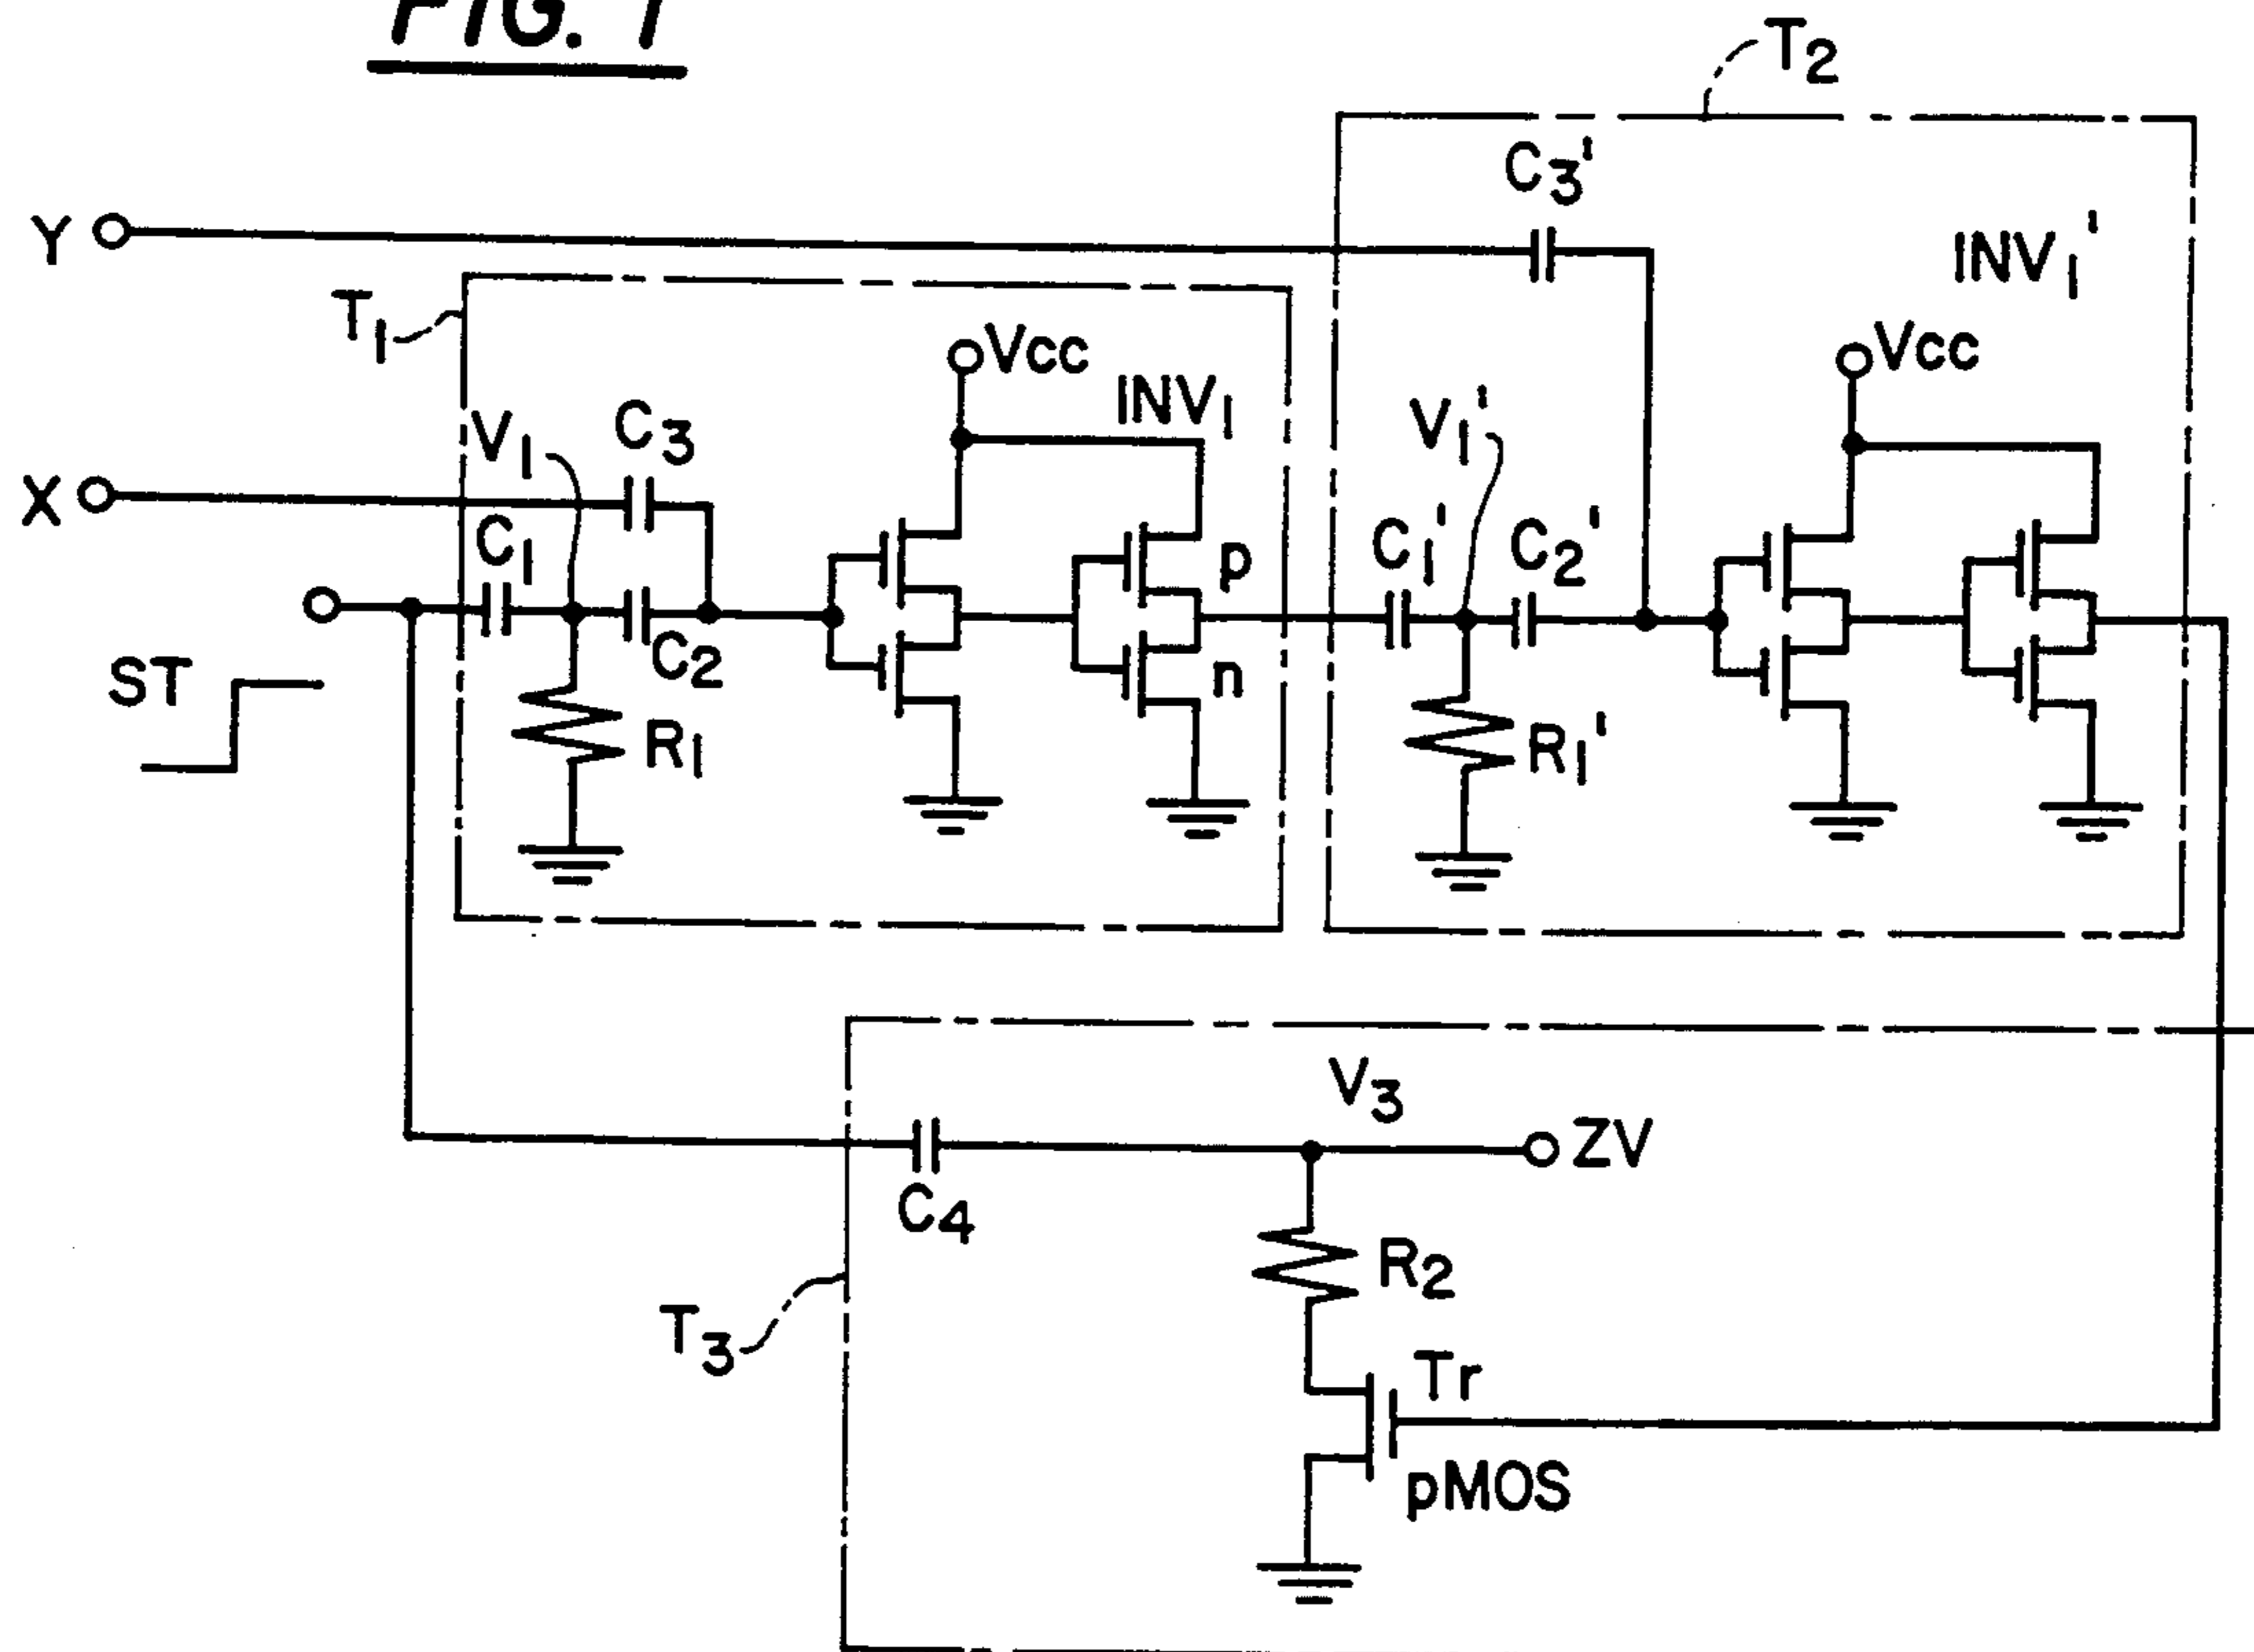 FIG. 1
T2
C3'
Y
INV1'
T1
Vcc
Vcc
INV1
V1
C3
V1'
X
C1
C1'
C2'
p
C2
n
ST
R1
R1'
V3
ZV
C4
R2
T3
Tr
pMOS